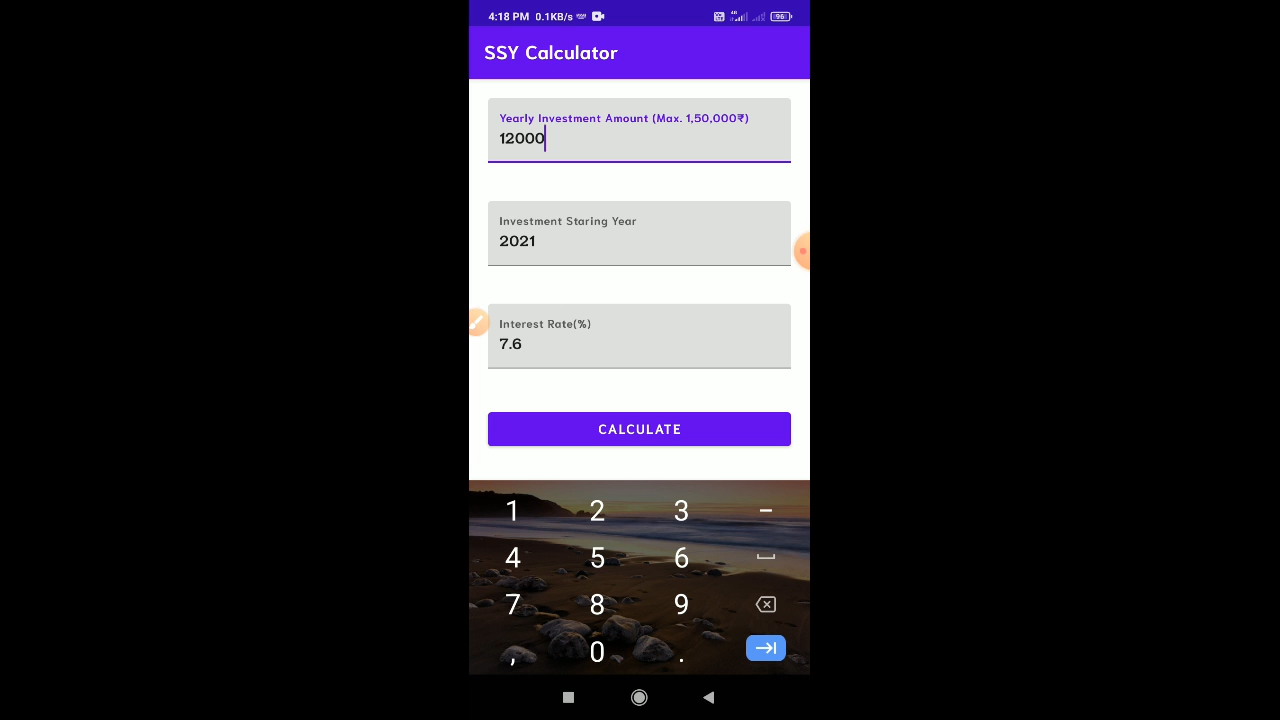 4:18 PM 0.1KB/s
96
SSY Calculator
Yearly Investment Amount (Max. 1,50,000₹)
12000
Investment Staring Year
2021
Interest Rate(%)
7.6
CALCULATE
1 2 3 -
4 5 6
7 8 9
, 0 .